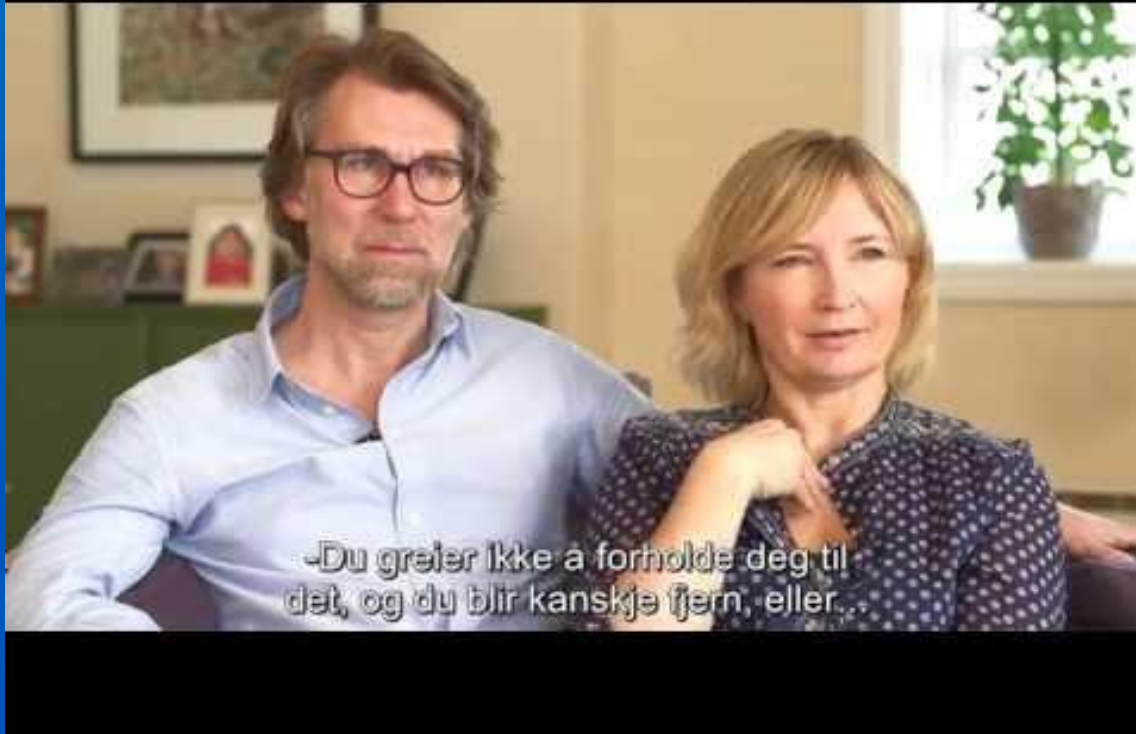 -Du greier ikke å forholde deg til
det, og du blir kanskje fjern, eller...